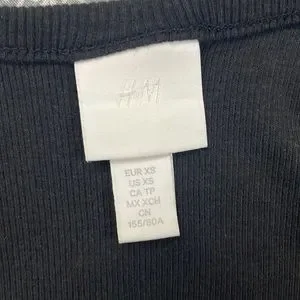 H&M
EUR XS
US XS
CA TP
MX XCH
CN
155/80A